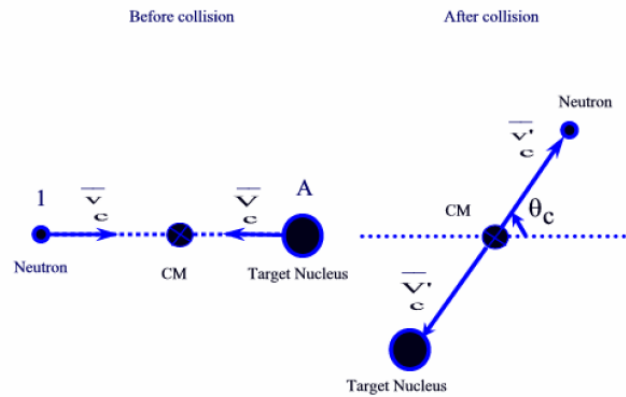 Before collision
After collision
Neutron
v'
c
1
v
c
V
c
A
CM
θc
Neutron
CM
Target Nucleus
V'
c
Target Nucleus